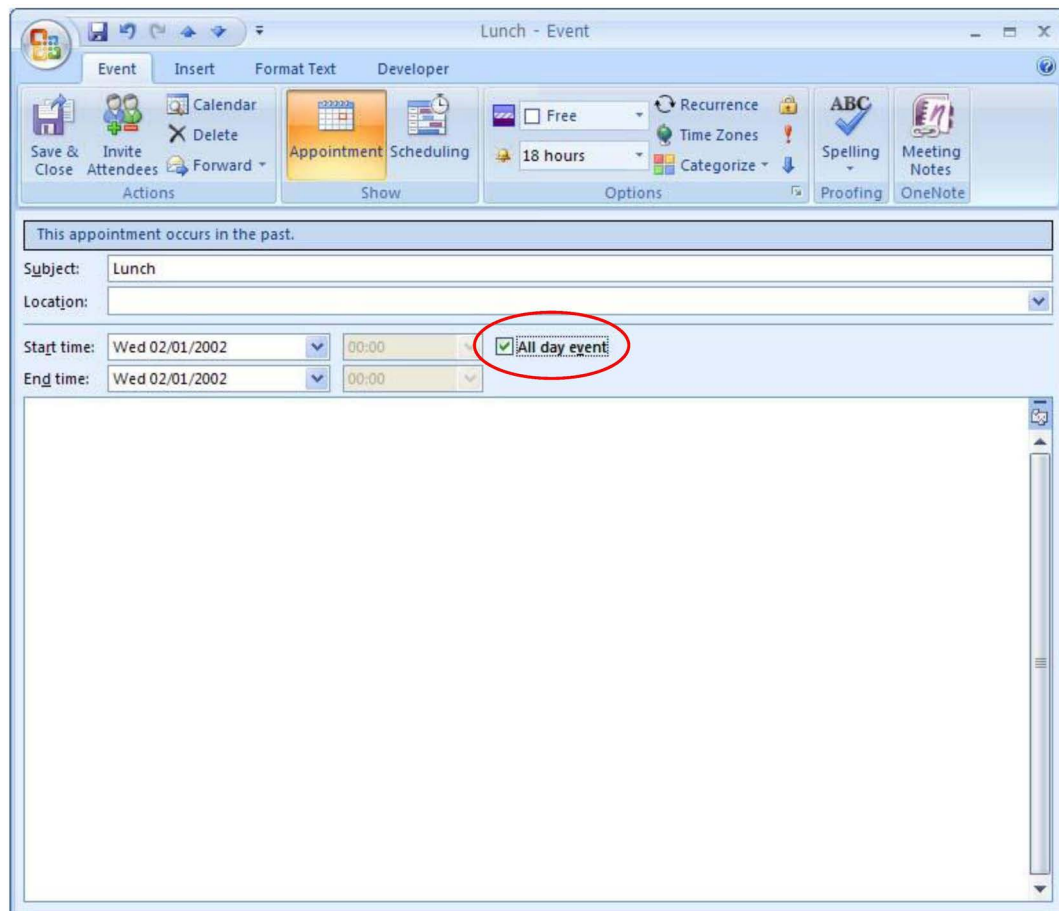 Lunch - Event
Event Insert Format Text Developer
Save & Close
Invite Attendees
Calendar
Delete
Forward
Actions
Appointment
Scheduling
Show
Free
18 hours
Recurrence
Time Zones
Categorize
Options
ABC
Spelling
Proofing
Meeting Notes
OneNote
This appointment occurs in the past.
Subject: Lunch
Location:
Start time: Wed 02/01/2002 00:00 All day event
End time: Wed 02/01/2002 00:00